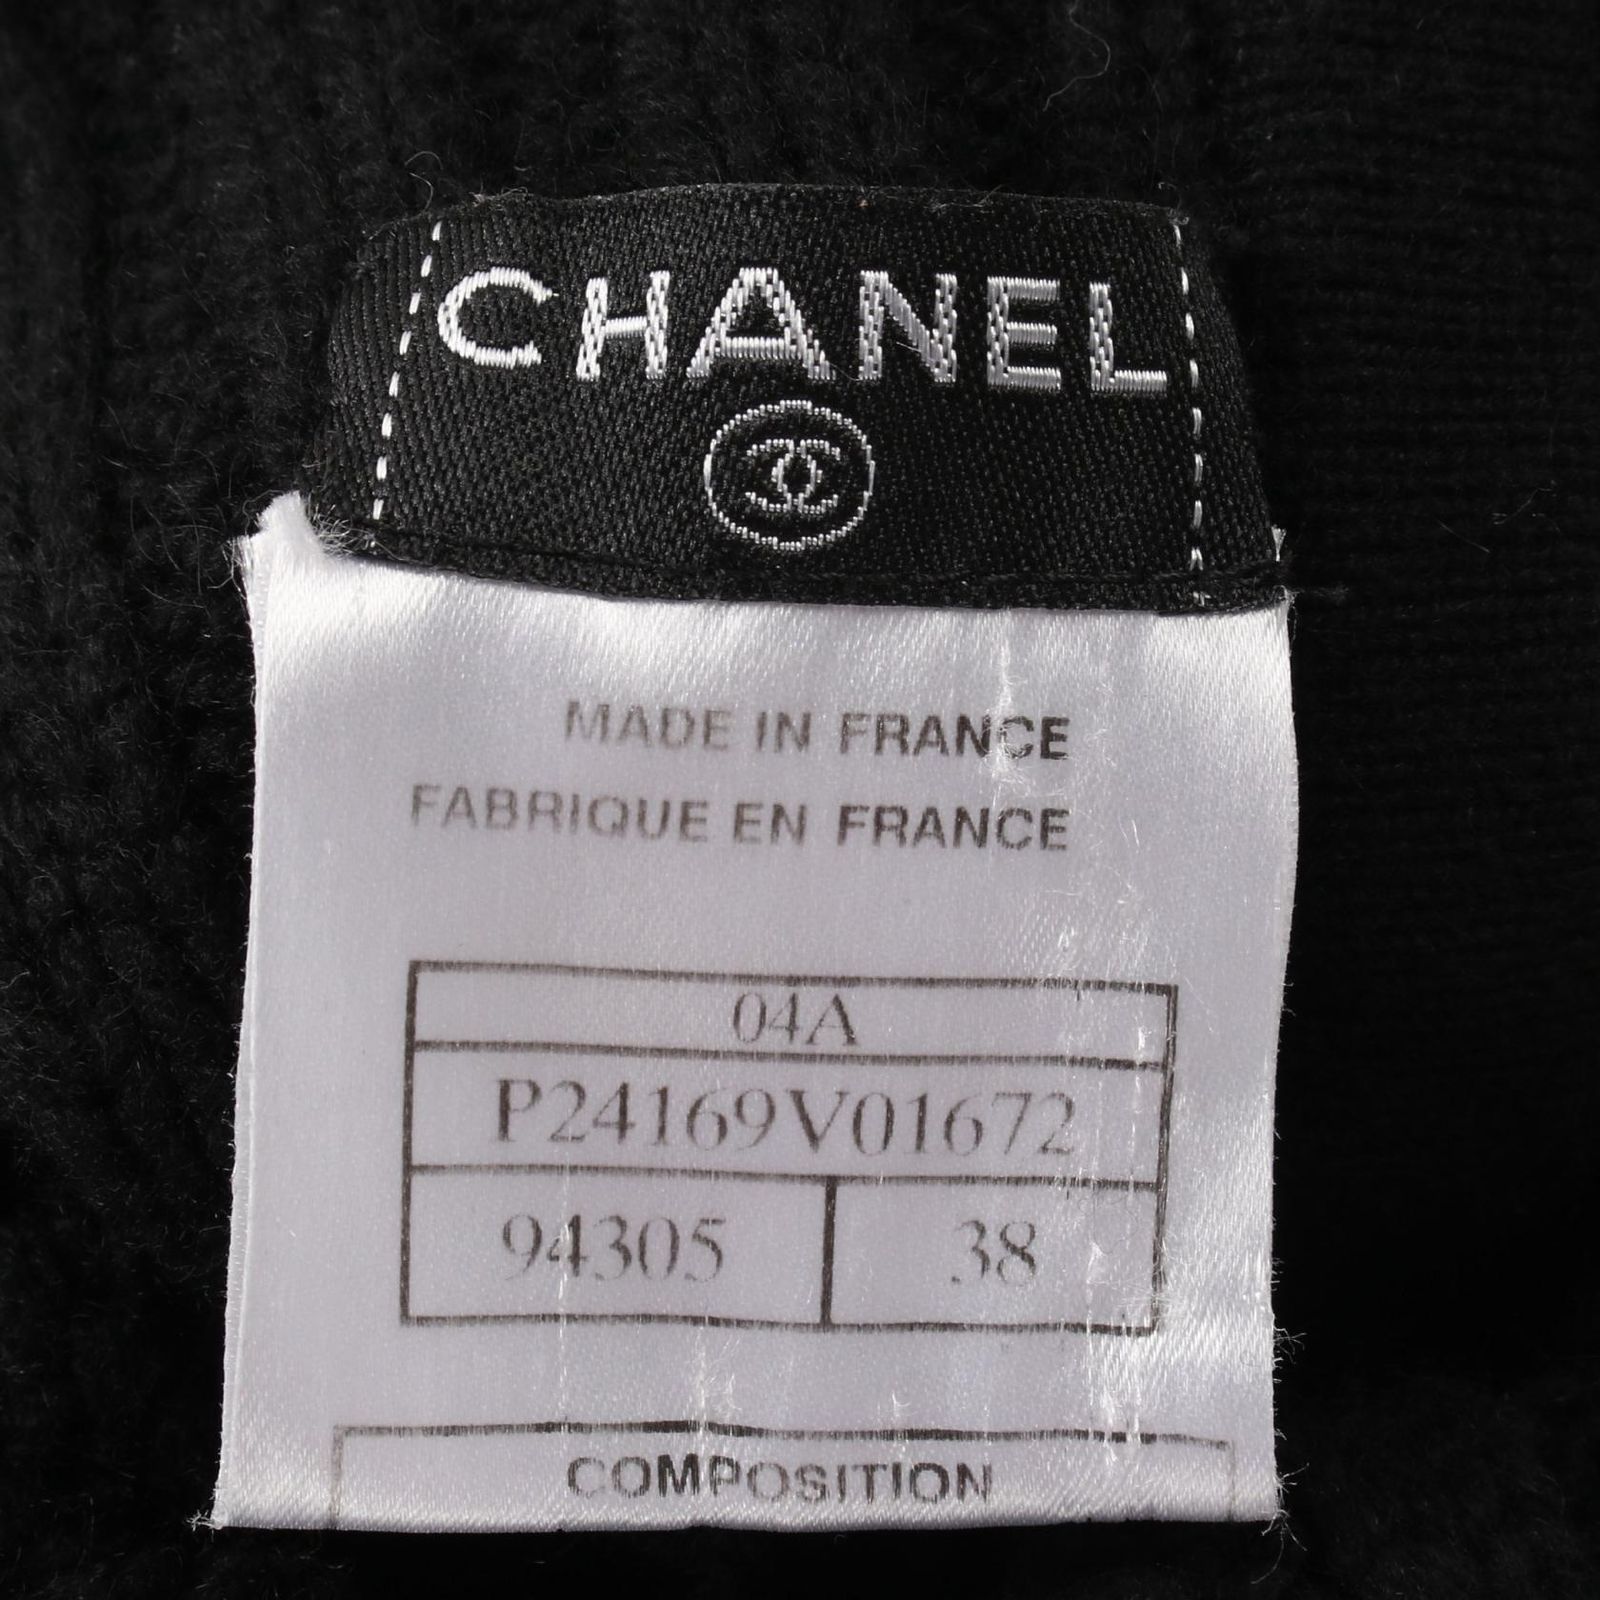 CHANEL
MADE IN FRANCE
FABRIQUE EN FRANCE
04A
P24169V01672
94305 38
COMPOSITION